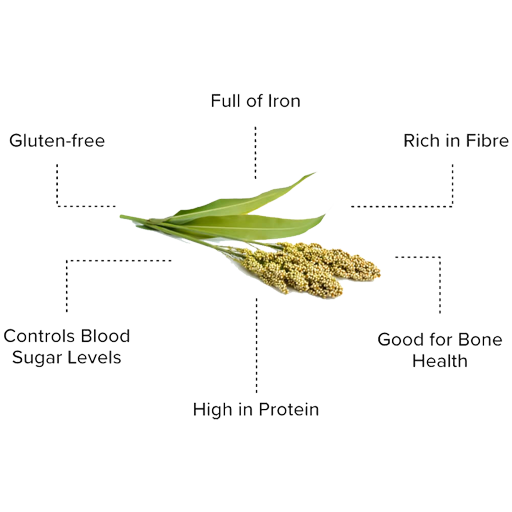 Full of Iron
Gluten-free
Rich in Fibre
Controls Blood
Sugar Levels
Good for Bone
Health
High in Protein